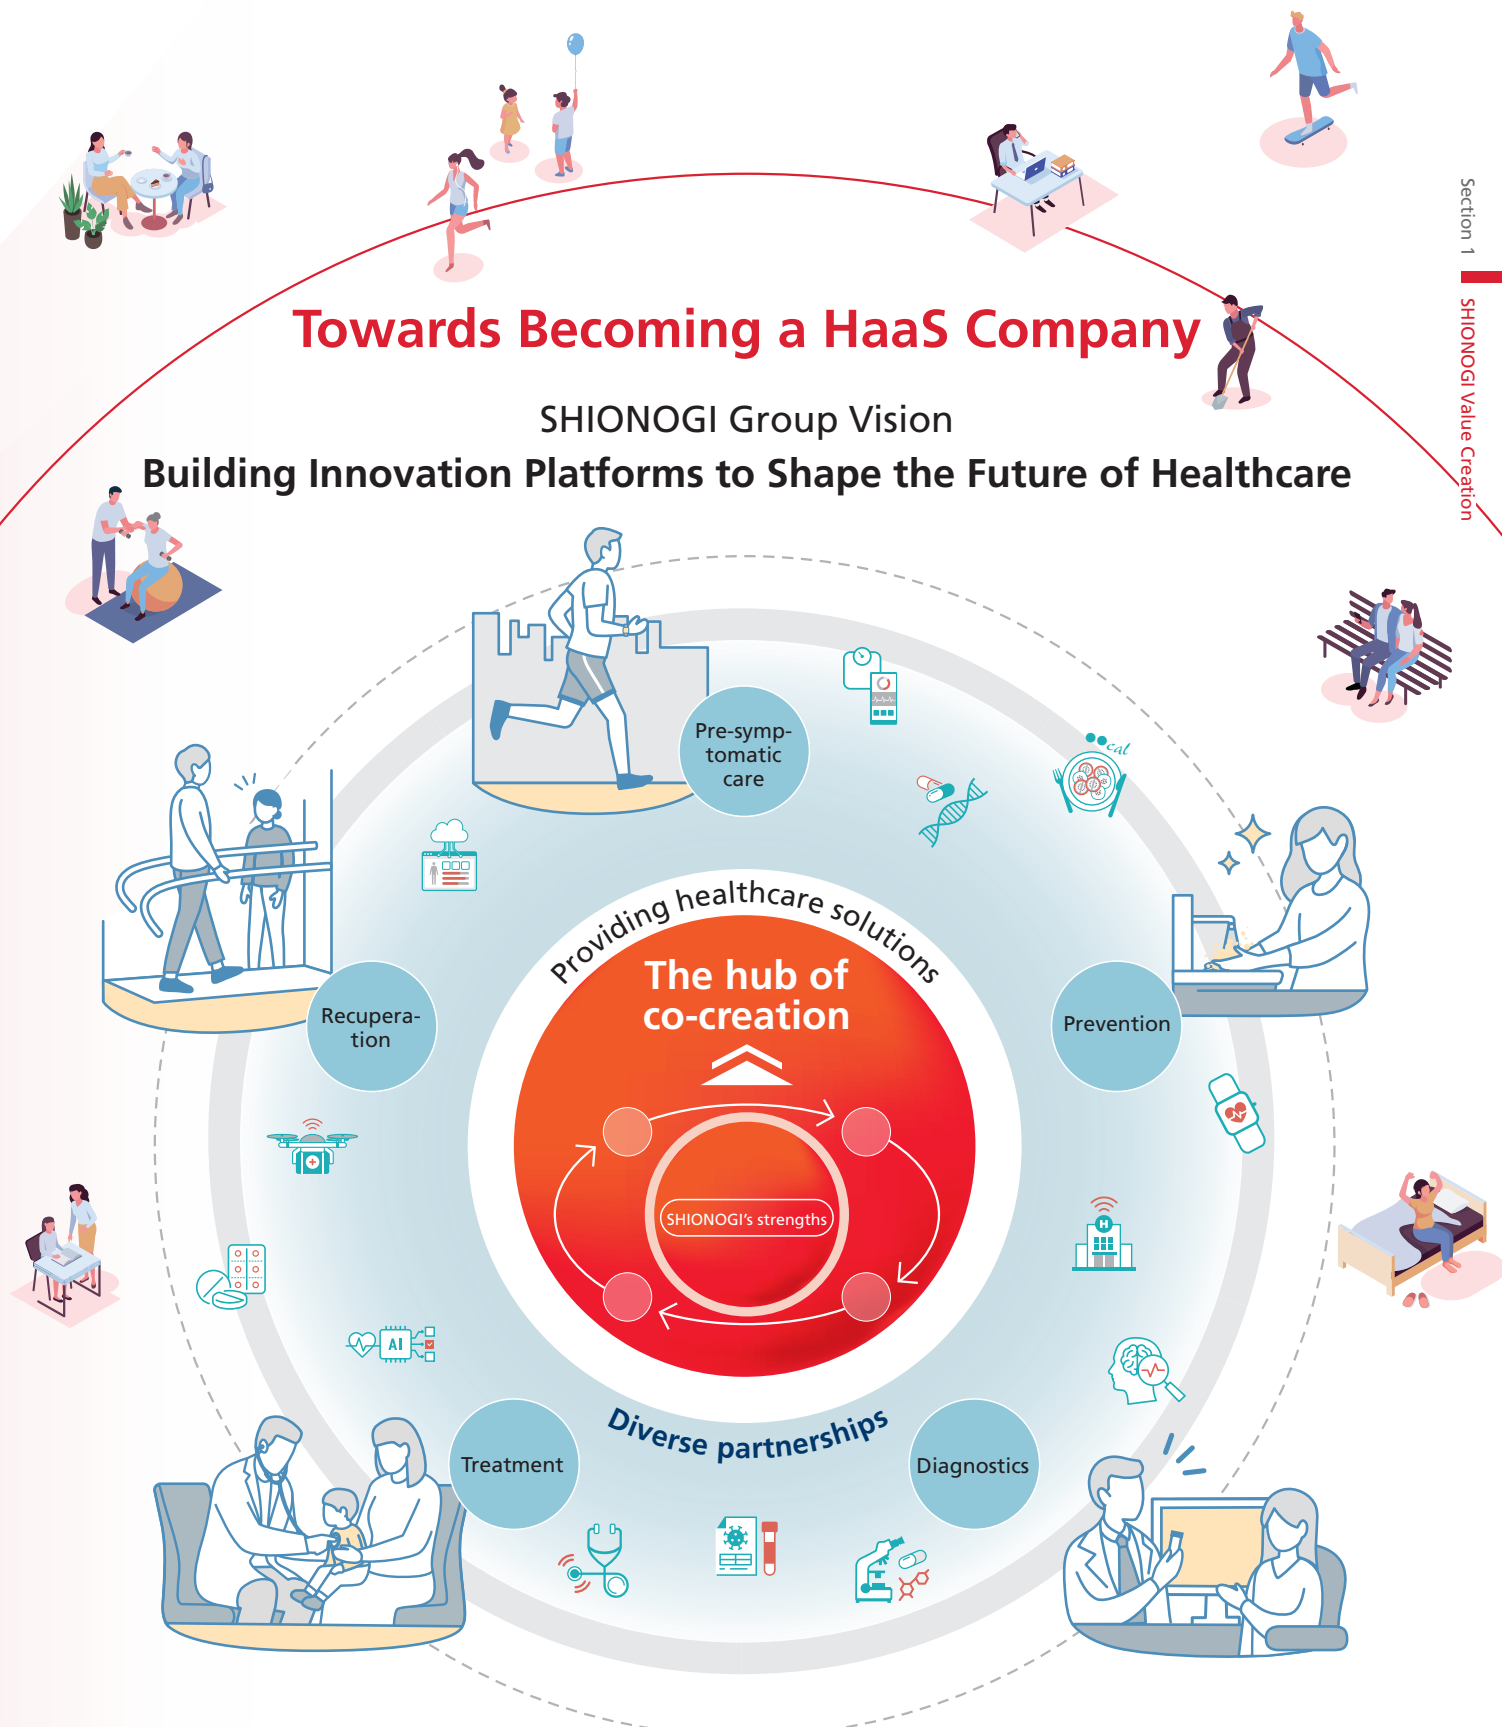 Section 1
SHIONOGI Value Creation
Towards Becoming a HaaS Company
SHIONOGI Group Vision
Building Innovation Platforms to Shape the Future of Healthcare
Pre-symp-
tomatic
care
cal
Providing healthcare solutions
The hub of
co-creation
Recupera-
tion
Prevention
SHIONOGI’s strengths
H
AI
Diverse partnerships
Treatment
Diagnostics